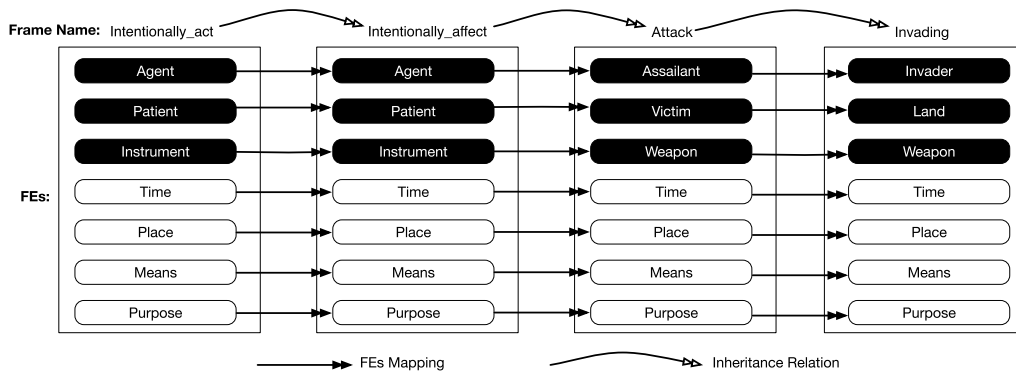 Frame Name: Intentionally_act Intentionally_affect Attack Invading
Agent Agent Assailant Invader
Patient Patient Victim Land
Instrument Instrument Weapon Weapon
FEs: Time Time Time Time
Place Place Place Place
Means Means Means Means
Purpose Purpose Purpose Purpose
FEs Mapping Inheritance Relation